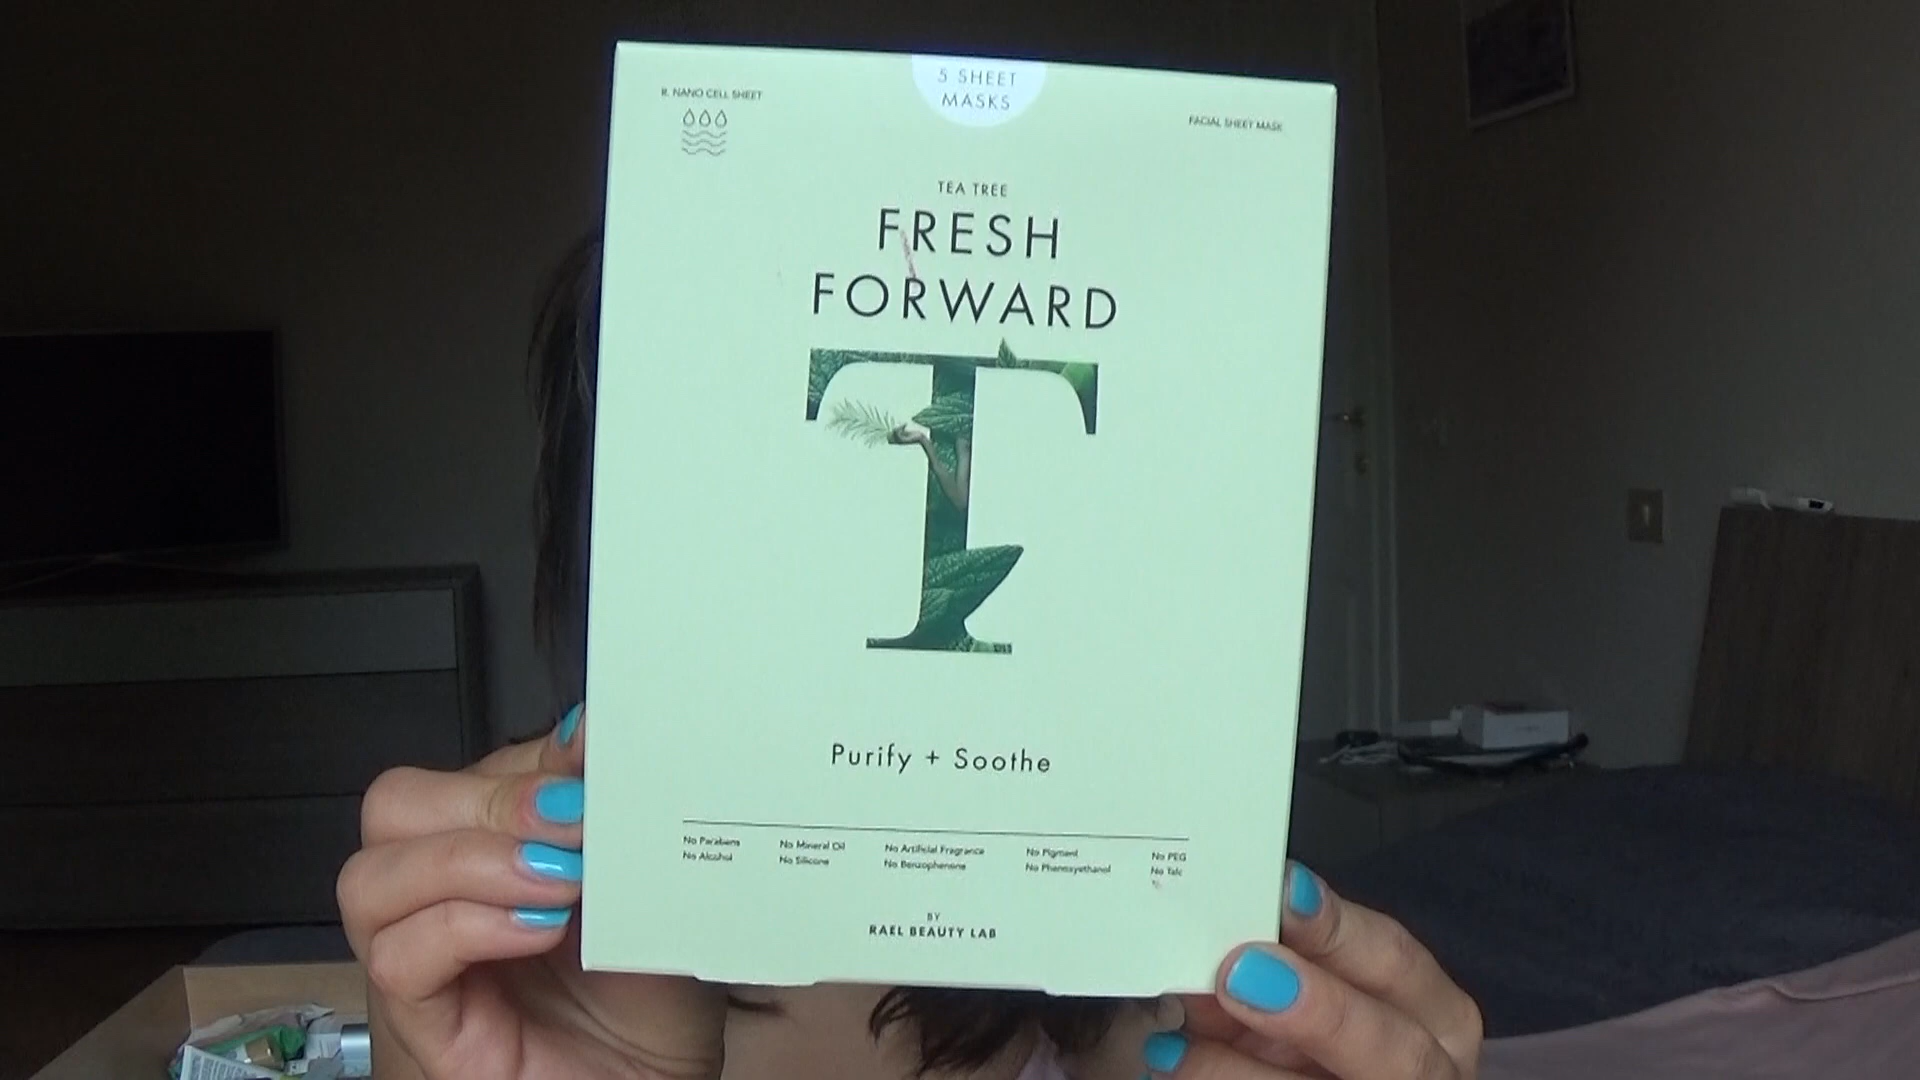 5 SHEET
MASKS
R. NANO CELL SHEET
FACIAL SHEET MASK
TEA TREE
FRESH
FORWARD
T
Purify + Soothe
No Parabens No Mineral Oil No Artificial Fragrance No Pigment No PEG
No Alcohol No Silicone No Benzophenone No Phenoxyethanol No Talc
BY
RAEL BEAUTY LAB